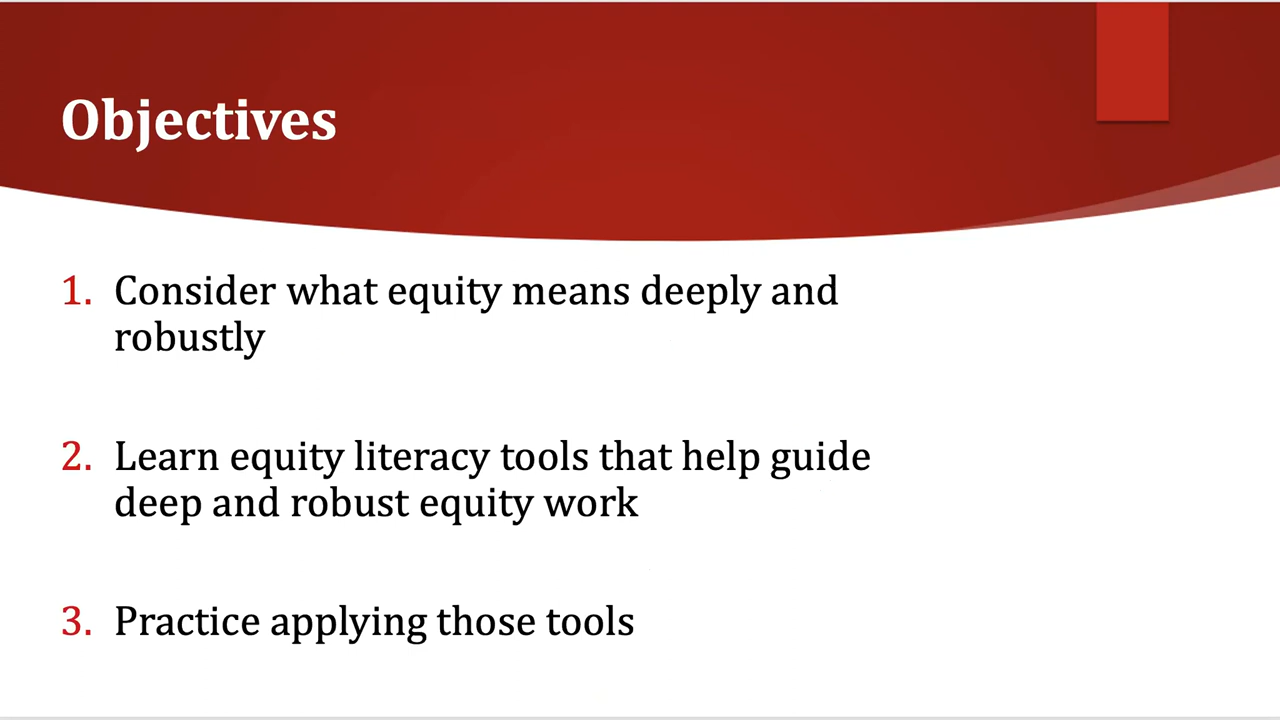 Objectives
1. Consider what equity means deeply and
robustly
2. Learn equity literacy tools that help guide
deep and robust equity work
3. Practice applying those tools